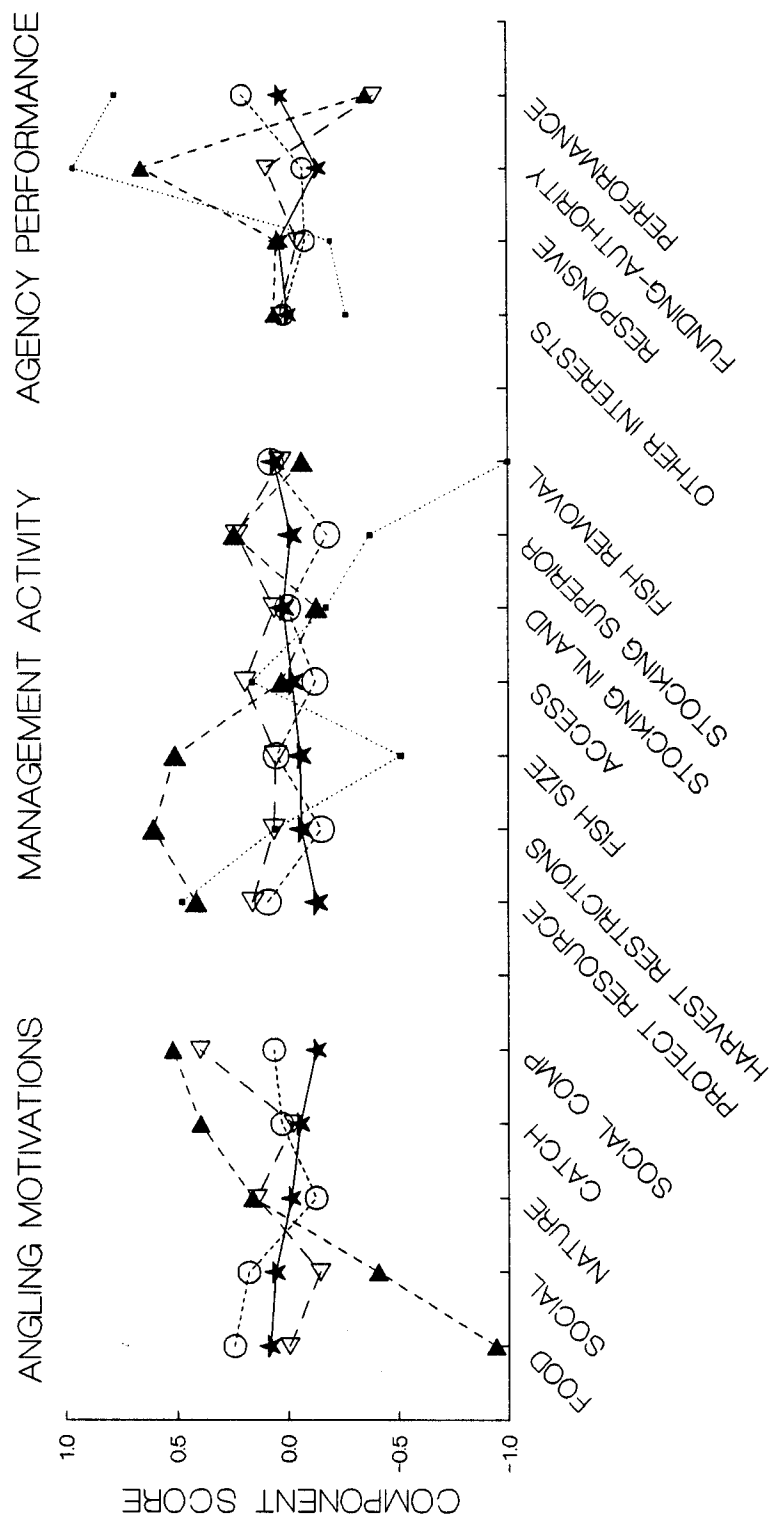 ANGLING MOTIVATIONS
MANAGEMENT ACTIVITY
AGENCY PERFORMANCE
COMPONENT SCORE
1.0
0.5
0.0
-0.5
-1.0
FOOD
SOCIAL
NATURE
CATCH
SOCIAL COMP
PROTECT RESOURCE
HARVEST RESTRICTIONS
FISH SIZE
ACCESS
STOCKING INLAND
STOCKING SUPERIOR
FISH REMOVAL
OTHER INTERESTS
RESPONSIVE
FUNDING-AUTHORITY
PERFORMANCE